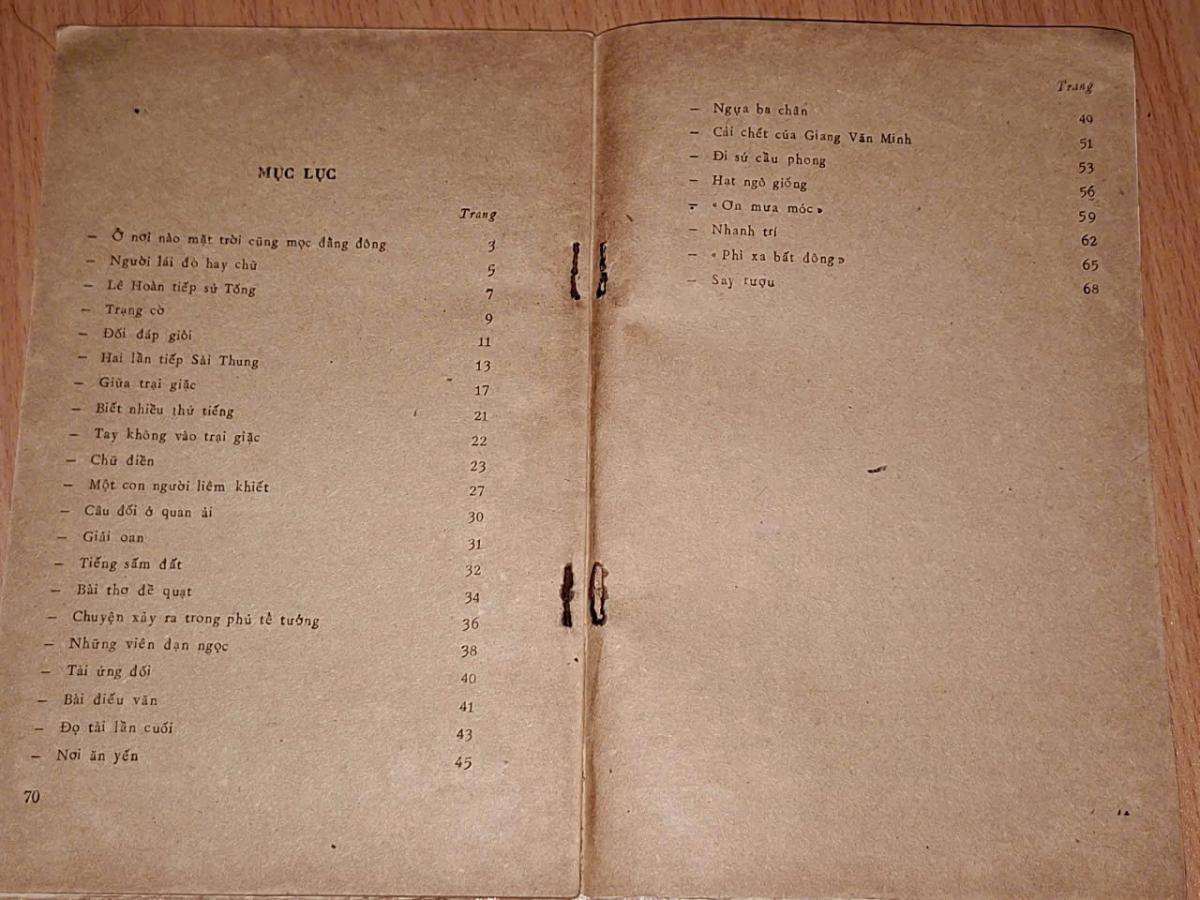 MỤC LỤC
Trang
— Ở nơi nào mặt trời cũng mọc đằng đông 3
— Người lái đò hay chữ 5
— Lê Hoàn tiếp sứ Tống 7
— Trạng cờ 9
— Đối đáp giỏi 11
— Hai lần tiếp Sài Thung 13
— Giữa trại giặc 17
— Biết nhiều thứ tiếng 21
— Tay không vào trại giặc 22
— Chữ điền 23
— Một con người liêm khiết 27
— Câu đối ở quan ải 30
— Giải oan 31
— Tiếng sấm đất 32
— Bài thơ đề quạt 34
— Chuyện xảy ra trong phủ tể tướng 36
— Những viên đạn ngọc 38
— Tài ứng đối 40
— Bài điếu văn 41
— Đọ tài lần cuối 43
— Nơi ăn yến 45
70
Trang
— Ngựa ba chân 49
— Cái chết của Giang Văn Minh 51
— Đi sứ cầu phong 53
— Hạt ngô giống 56
— «Ơn mưa móc» 59
— Nhanh trí 62
— «Phi xa bất đông» 65
— Say rượu 68